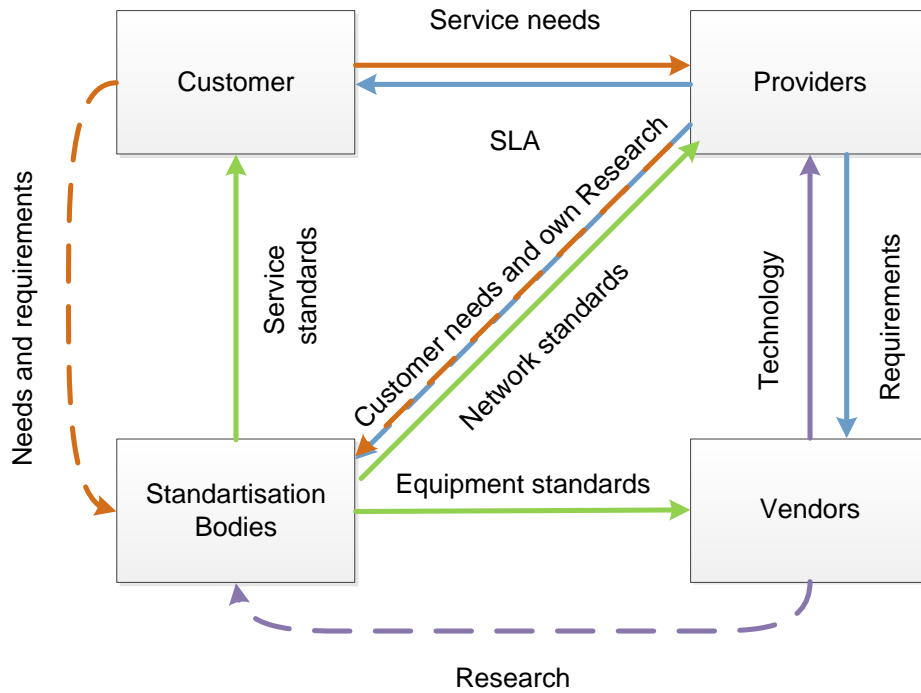 Service needs
Customer
Providers
SLA
Customer needs and own Research
Network standards
Needs and requirements
Service
standards
Technology
Requirements
Standartisation
Bodies
Equipment standards
Vendors
Research